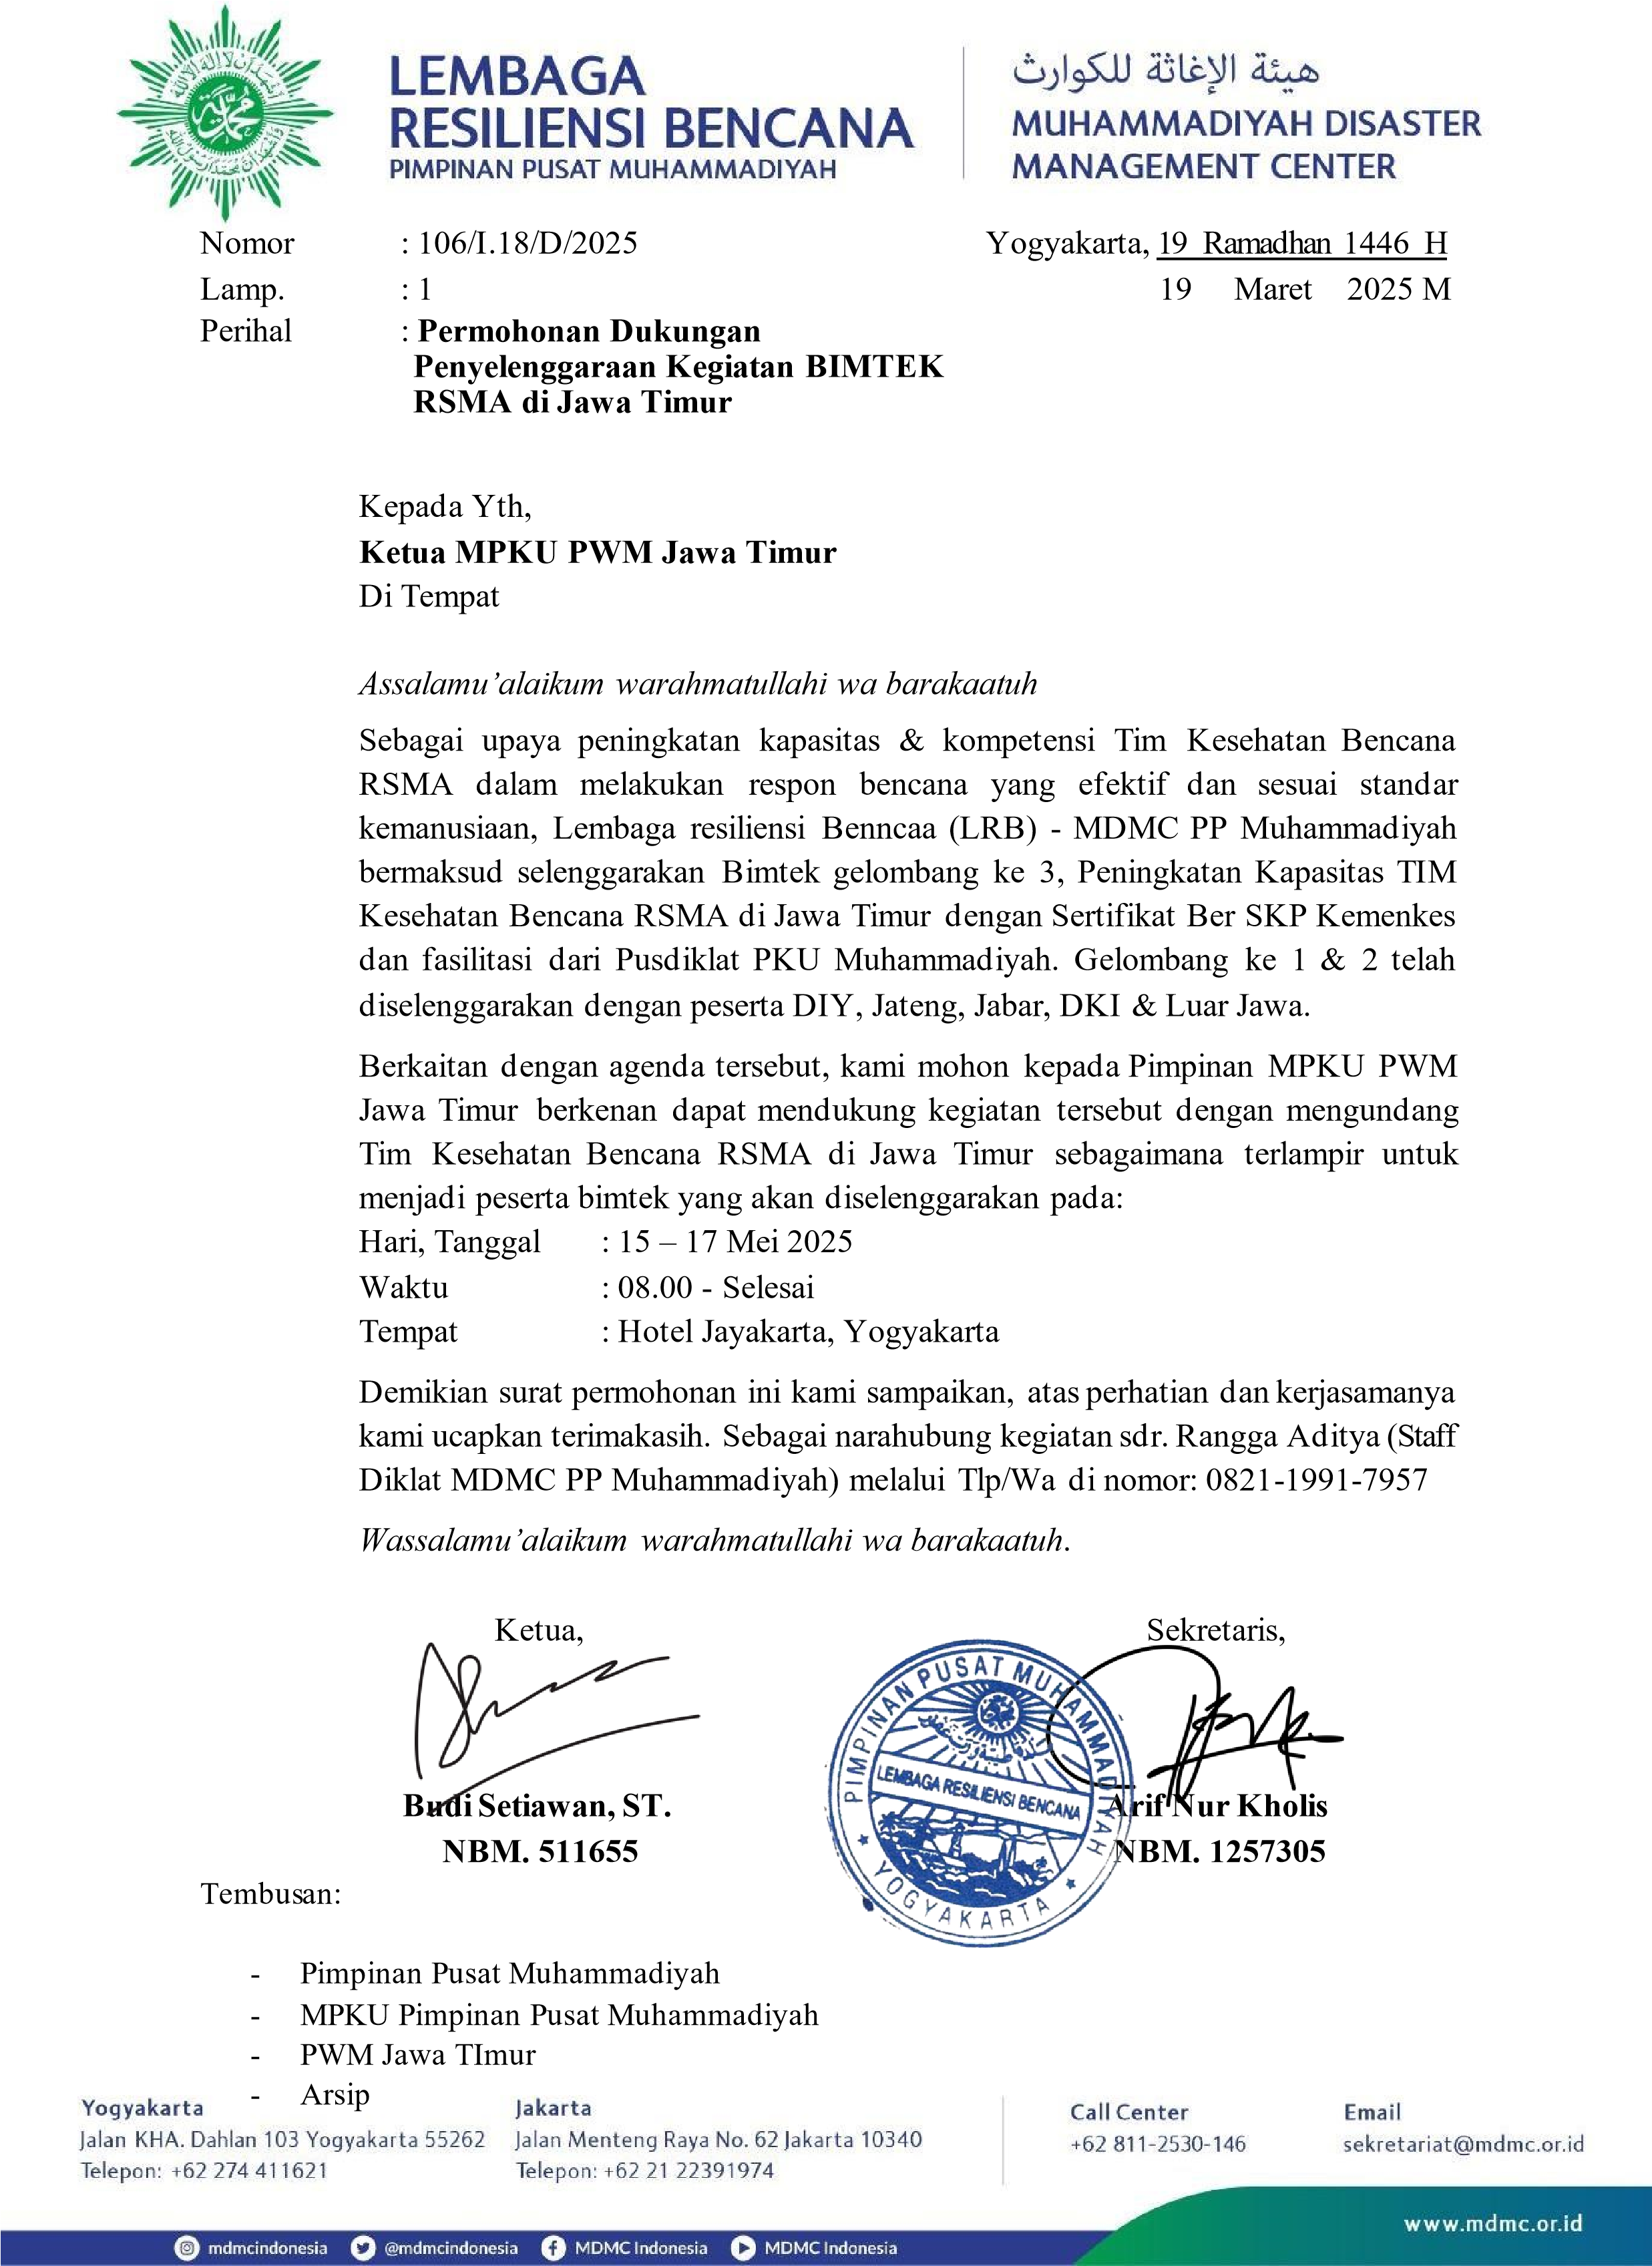 LEMBAGA
RESILIENSI BENCANA
PIMPINAN PUSAT MUHAMMADIYAH
هيئة الإغاثة للكوارث
MUHAMMADIYAH DISASTER
MANAGEMENT CENTER
Nomor : 106/I.18/D/2025 Yogyakarta, 19 Ramadhan 1446 H
Lamp. : 1 19 Maret 2025 M
Perihal : Permohonan Dukungan
Penyelenggaraan Kegiatan BIMTEK
RSMA di Jawa Timur
Kepada Yth,
Ketua MPKU PWM Jawa Timur
Di Tempat
Assalamu’alaikum warahmatullahi wa barakaatuh
Sebagai upaya peningkatan kapasitas & kompetensi Tim Kesehatan Bencana
RSMA dalam melakukan respon bencana yang efektif dan sesuai standar
kemanusiaan, Lembaga resiliensi Benncaa (LRB) - MDMC PP Muhammadiyah
bermaksud selenggarakan Bimtek gelombang ke 3, Peningkatan Kapasitas TIM
Kesehatan Bencana RSMA di Jawa Timur dengan Sertifikat Ber SKP Kemenkes
dan fasilitasi dari Pusdiklat PKU Muhammadiyah. Gelombang ke 1 & 2 telah
diselenggarakan dengan peserta DIY, Jateng, Jabar, DKI & Luar Jawa.
Berkaitan dengan agenda tersebut, kami mohon kepada Pimpinan MPKU PWM
Jawa Timur berkenan dapat mendukung kegiatan tersebut dengan mengundang
Tim Kesehatan Bencana RSMA di Jawa Timur sebagaimana terlampir untuk
menjadi peserta bimtek yang akan diselenggarakan pada:
Hari, Tanggal : 15 – 17 Mei 2025
Waktu : 08.00 - Selesai
Tempat : Hotel Jayakarta, Yogyakarta
Demikian surat permohonan ini kami sampaikan, atas perhatian dan kerjasamanya
kami ucapkan terimakasih. Sebagai narahubung kegiatan sdr. Rangga Aditya (Staff
Diklat MDMC PP Muhammadiyah) melalui Tlp/Wa di nomor: 0821-1991-7957
Wassalamu’alaikum warahmatullahi wa barakaatuh.
Ketua, Sekretaris,
PIMPINAN PUSAT MUHAMMADIYAH
LEMBAGA RESILIENSI BENCANA
YOGYAKARTA
Budi Setiawan, ST. Arif Nur Kholis
NBM. 511655 NBM. 1257305
Tembusan:
- Pimpinan Pusat Muhammadiyah
- MPKU Pimpinan Pusat Muhammadiyah
- PWM Jawa TImur
- Arsip
Yogyakarta
Jalan KHA. Dahlan 103 Yogyakarta 55262
Telepon: +62 274 411621
Jakarta
Jalan Menteng Raya No. 62 Jakarta 10340
Telepon: +62 21 22391974
Call Center
+62 811-2530-146
Email
sekretariat@mdmc.or.id
www.mdmc.or.id
mdmcindonesia @mdmcindonesia MDMC Indonesia MDMC Indonesia